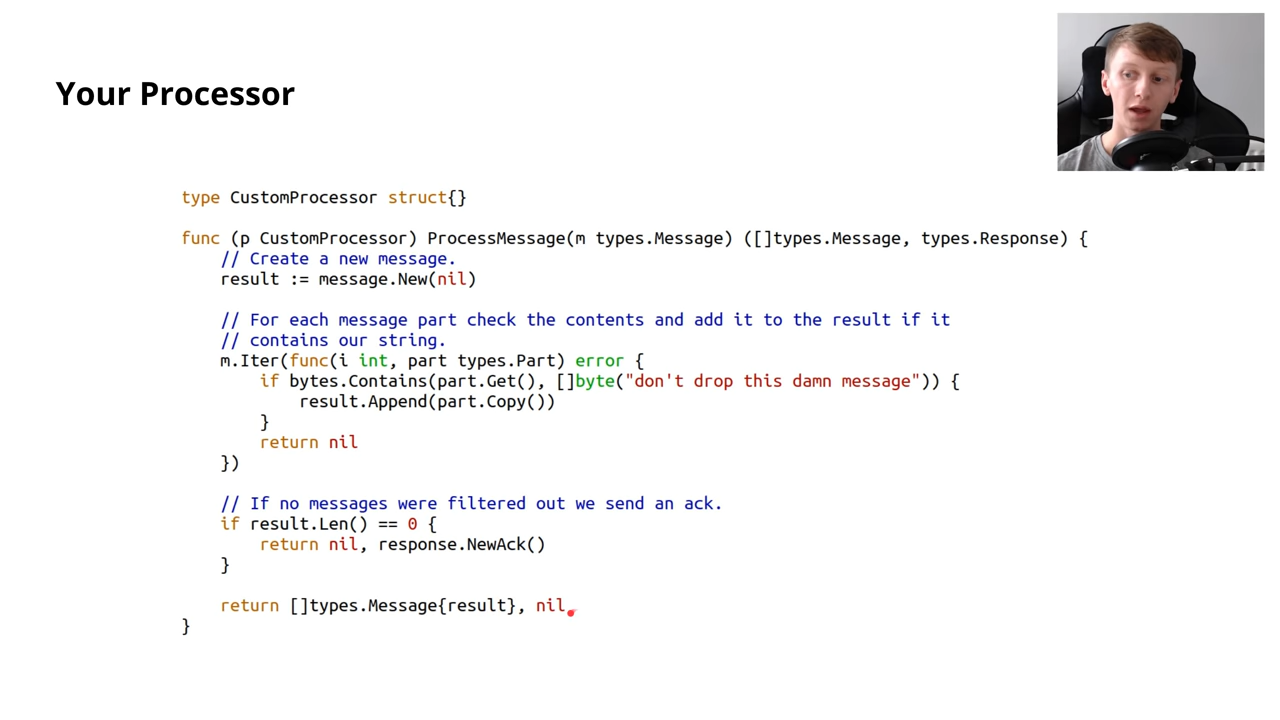 Your Processor
type CustomProcessor struct{}
func (p CustomProcessor) ProcessMessage(m types.Message) ([]types.Message, types.Response) {
// Create a new message.
result := message.New(nil)
// For each message part check the contents and add it to the result if it
// contains our string.
m.Iter(func(i int, part types.Part) error {
if bytes.Contains(part.Get(), []byte("don't drop this damn message")) {
result.Append(part.Copy())
}
return nil
})
// If no messages were filtered out we send an ack.
if result.Len() == 0 {
return nil, response.NewAck()
}
return []types.Message{result}, nil
}